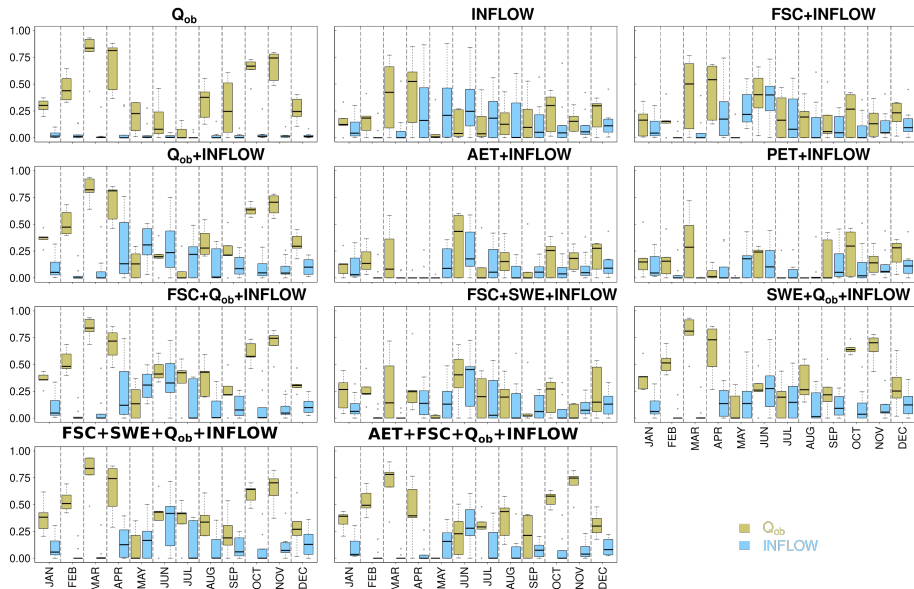 Q_ob INFLOW FSC+INFLOW
1.00
0.75
0.50
0.25
0.00
Q_ob+INFLOW AET+INFLOW PET+INFLOW
1.00
0.75
0.50
0.25
0.00
FSC+Q_ob+INFLOW FSC+SWE+INFLOW SWE+Q_ob+INFLOW
1.00
0.75
0.50
0.25
0.00
JAN FEB MAR APR MAY JUN JUL AUG SEP OCT NOV DEC
FSC+SWE+Q_ob+INFLOW AET+FSC+Q_ob+INFLOW
1.00
0.75
0.50
0.25
0.00
JAN FEB MAR APR MAY JUN JUL AUG SEP OCT NOV DEC JAN FEB MAR APR MAY JUN JUL AUG SEP OCT NOV DEC
Q_ob
INFLOW